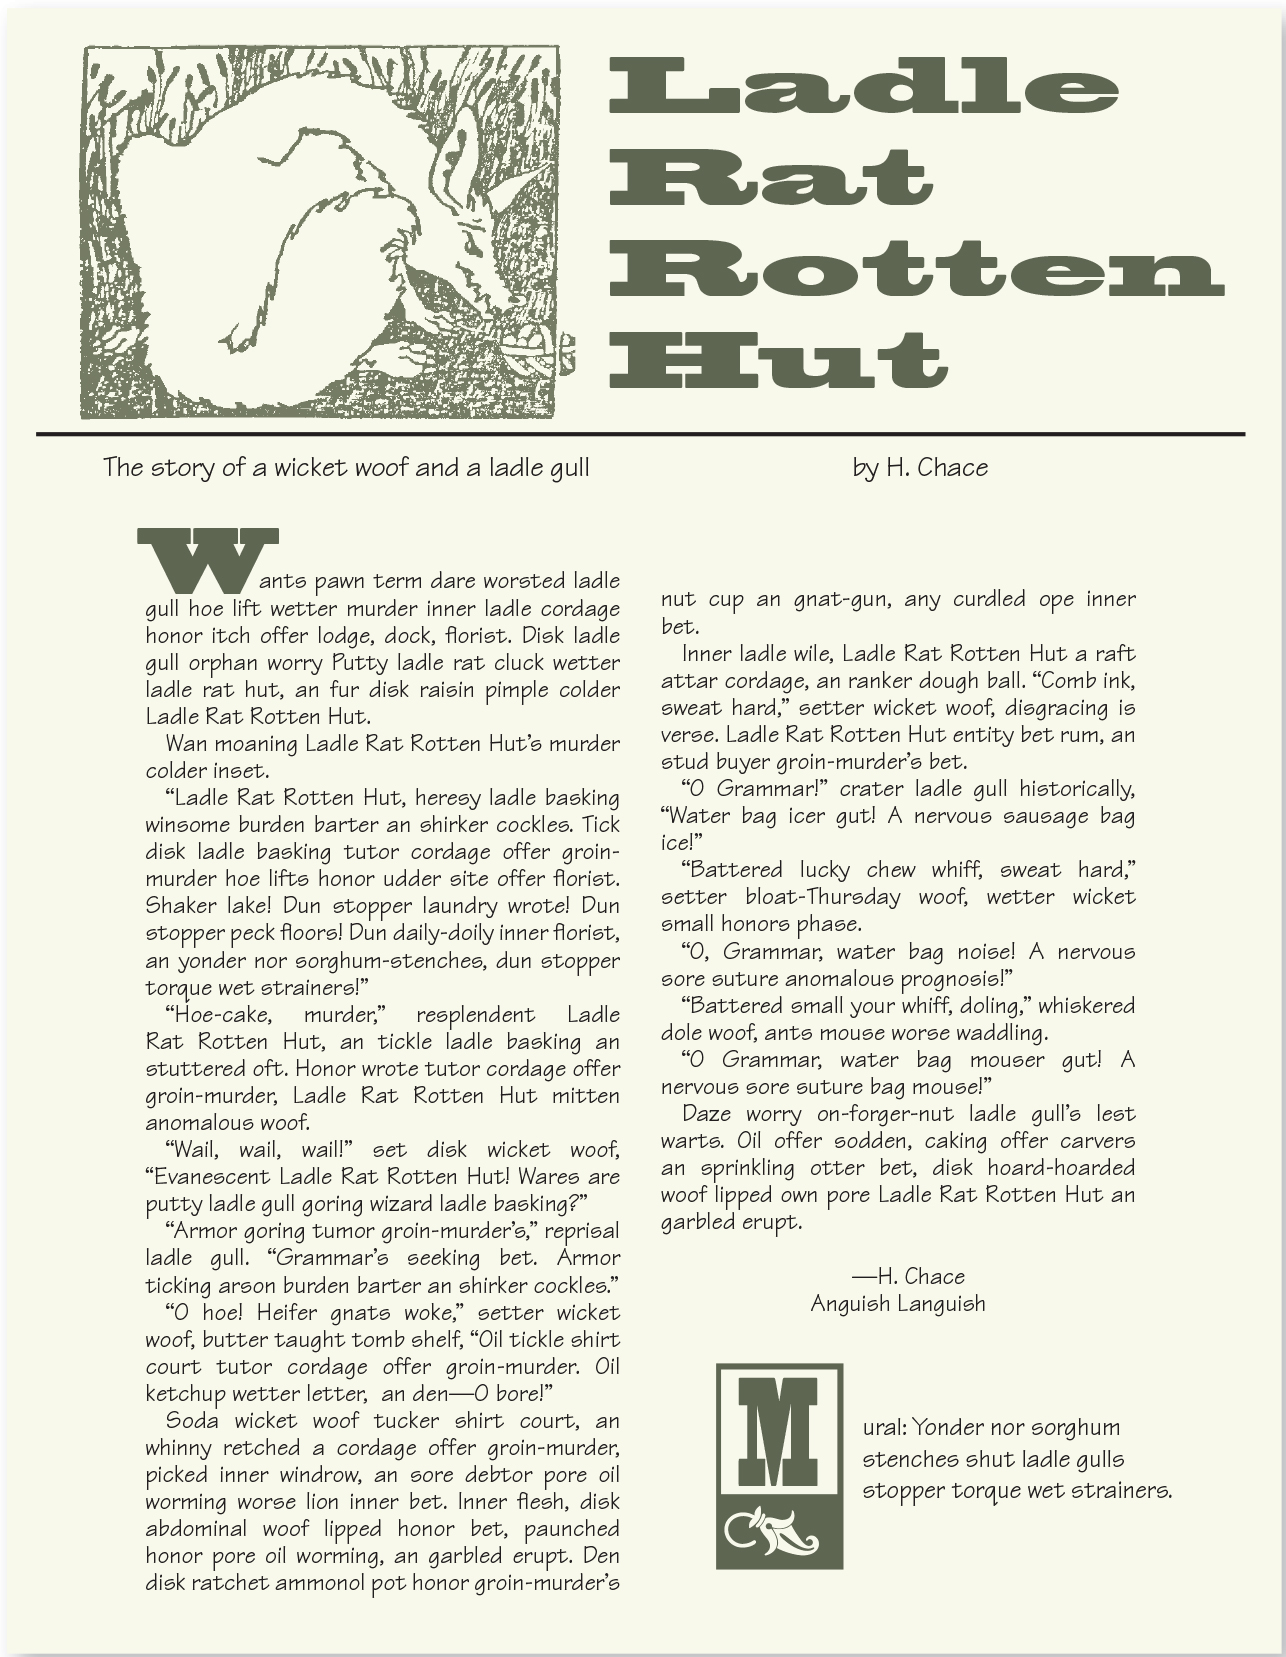 Ladle
Rat
Rotten
Hut
The story of a wicket woof and a ladle gull
by H. Chace
Wants pawn term dare worsted ladle
gull hoe lift wetter murder inner ladle cordage
honor itch offer lodge, dock, florist. Disk ladle
gull orphan worry Putty ladle rat cluck wetter
ladle rat hut, an fur disk raisin pimple colder
Ladle Rat Rotten Hut.
Wan moaning Ladle Rat Rotten Hut’s murder
colder inset.
“Ladle Rat Rotten Hut, heresy ladle basking
winsome burden barter an shirker cockles. Tick
disk ladle basking tutor cordage offer groin-
murder hoe lifts honor udder site offer florist.
Shaker lake! Dun stopper laundry wrote! Dun
stopper peck floors! Dun daily-doily inner florist,
an yonder nor sorghum-stenches, dun stopper
torque wet strainers!”
“Hoe-cake, murder,” resplendent Ladle
Rat Rotten Hut, an tickle ladle basking an
stuttered oft. Honor wrote tutor cordage offer
groin-murder, Ladle Rat Rotten Hut mitten
anomalous woof.
“Wail, wail, wail!” set disk wicket woof,
“Evanescent Ladle Rat Rotten Hut! Wares are
putty ladle gull goring wizard ladle basking?”
“Armor goring tumor groin-murder’s,” reprisal
ladle gull. “Grammar’s seeking bet. Armor
ticking arson burden barter an shirker cockles.”
“O hoe! Heifer gnats woke,” setter wicket
woof, butter taught tomb shelf, “Oil tickle shirt
court tutor cordage offer groin-murder. Oil
ketchup wetter letter, an den—O bore!”
Soda wicket woof tucker shirt court, an
whinny retched a cordage offer groin-murder,
picked inner windrow, an sore debtor pore oil
worming worse lion inner bet. Inner flesh, disk
abdominal woof lipped honor bet, paunched
honor pore oil worming, an garbled erupt. Den
disk ratchet ammonol pot honor groin-murder’s
nut cup an gnat-gun, any curdled ope inner
bet.
Inner ladle wile, Ladle Rat Rotten Hut a raft
attar cordage, an ranker dough ball. “Comb ink,
sweat hard,” setter wicket woof, disgracing is
verse. Ladle Rat Rotten Hut entity bet rum, an
stud buyer groin-murder’s bet.
“O Grammar!” crater ladle gull historically,
“Water bag icer gut! A nervous sausage bag
ice!”
“Battered lucky chew whiff, sweat hard,”
setter bloat-Thursday woof, wetter wicket
small honors phase.
“O, Grammar, water bag noise! A nervous
sore suture anomalous prognosis!”
“Battered small your whiff, doling,” whiskered
dole woof, ants mouse worse waddling.
“O Grammar, water bag mouser gut! A
nervous sore suture bag mouse!”
Daze worry on-forger-nut ladle gull’s lest
warts. Oil offer sodden, caking offer carvers
an sprinkling otter bet, disk hoard-hoarded
woof lipped own pore Ladle Rat Rotten Hut an
garbled erupt.
—H. Chace
Anguish Languish
Mural: Yonder nor sorghum
stenches shut ladle gulls
stopper torque wet strainers.